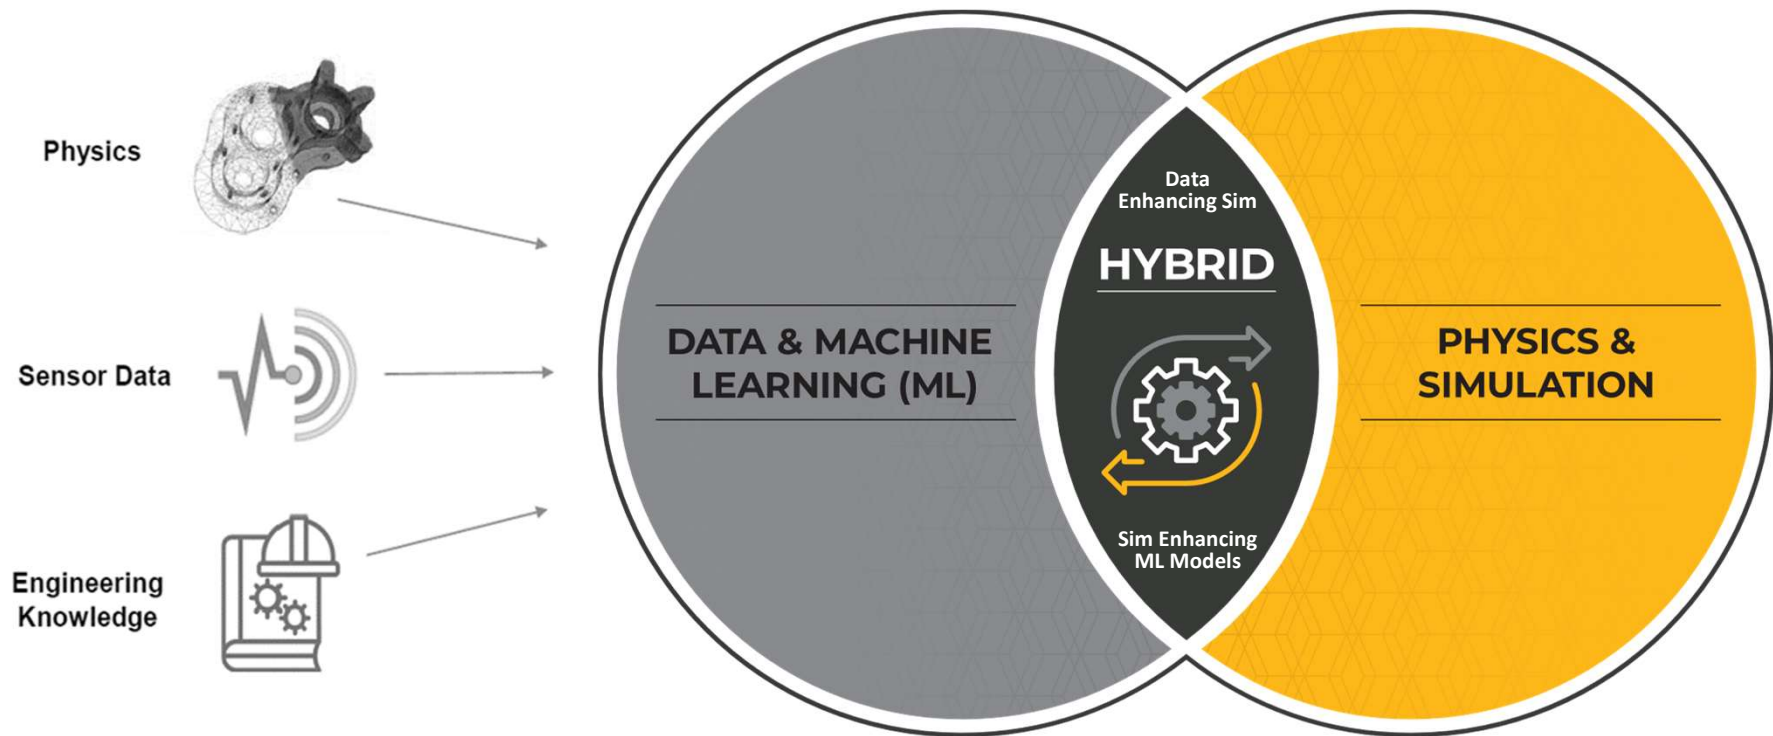 Physics
Sensor Data
Engineering
Knowledge
DATA & MACHINE
LEARNING (ML)
Data
Enhancing Sim
HYBRID
Sim Enhancing
ML Models
PHYSICS &
SIMULATION